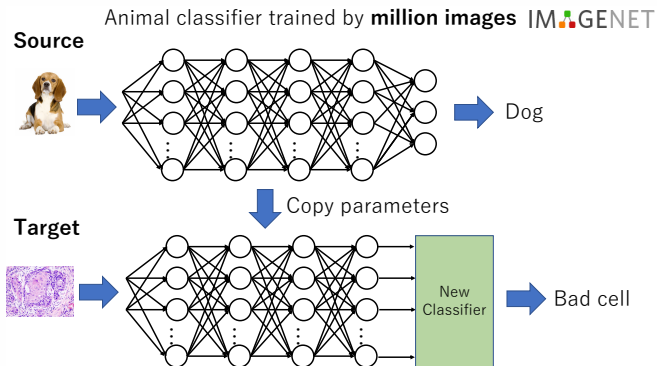 Animal classifier trained by million images IMAGENET
Source
Dog
Copy parameters
Target
New
Classifier
Bad cell